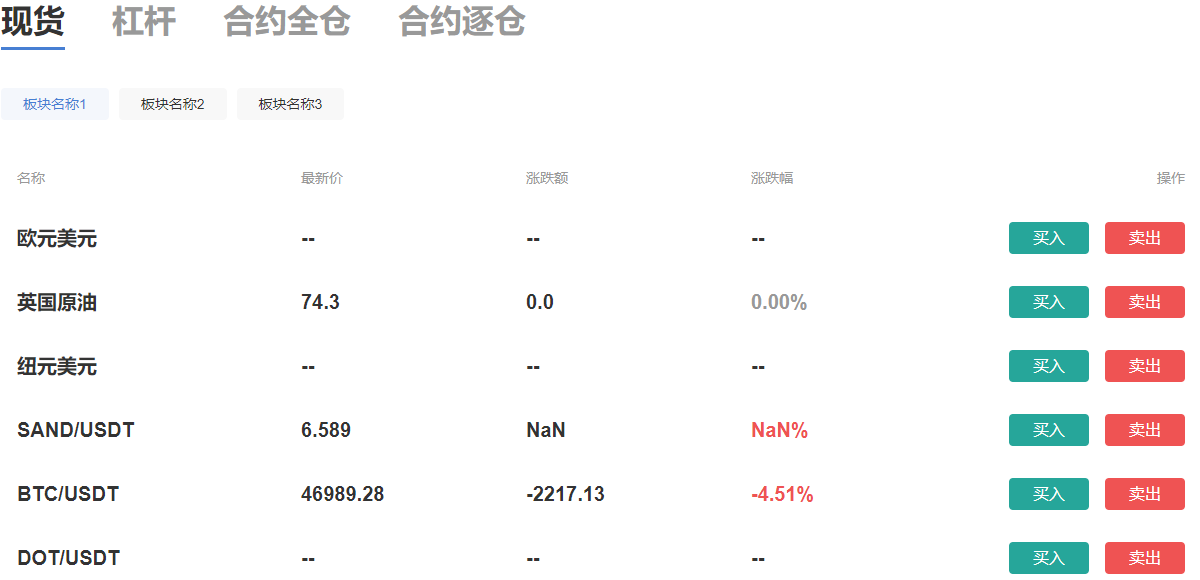 现货 杠杆 合约全仓 合约逐仓
板块名称1 板块名称2 板块名称3
名称 最新价 涨跌额 涨跌幅 操作
欧元美元 -- -- -- 买入 卖出
英国原油 74.3 0.0 0.00% 买入 卖出
纽元美元 -- -- -- 买入 卖出
SAND/USDT 6.589 NaN NaN% 买入 卖出
BTC/USDT 46989.28 -2217.13 -4.51% 买入 卖出
DOT/USDT -- -- -- 买入 卖出